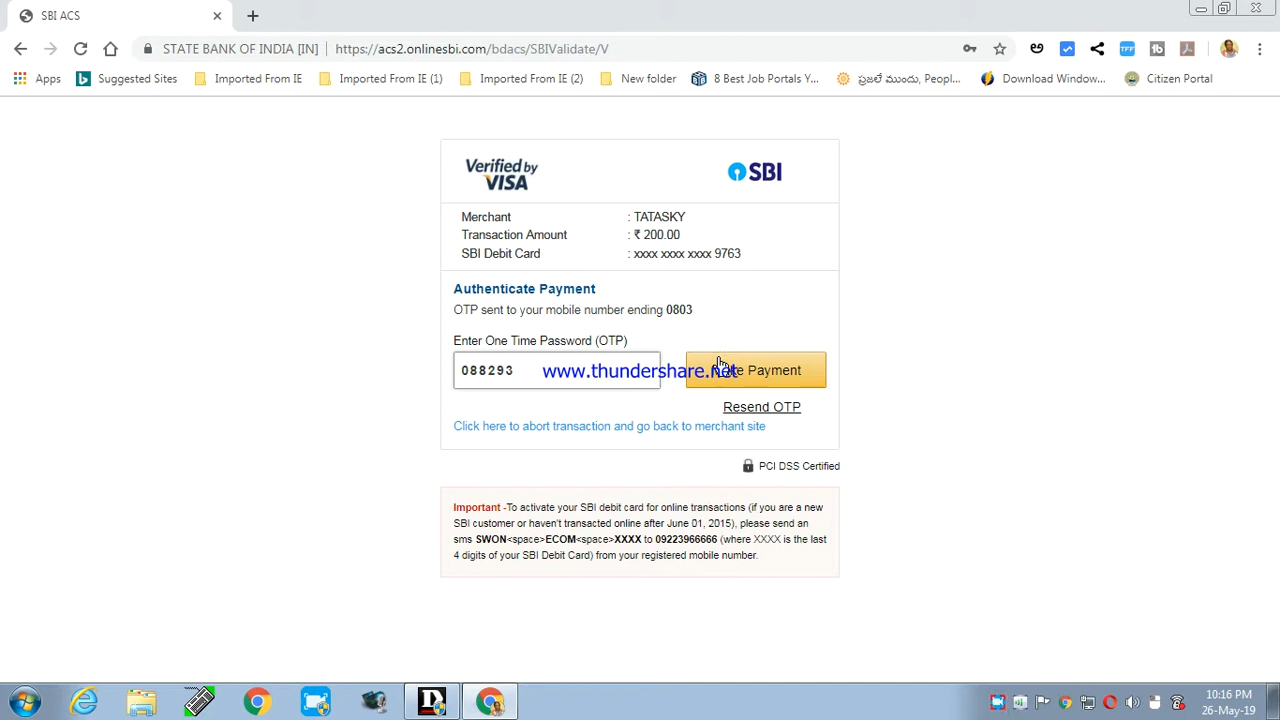 SBI ACS
STATE BANK OF INDIA [IN] https://acs2.onlinesbi.com/bdacs/SBIValidate/V
Apps Suggested Sites Imported From IE Imported From IE (1) Imported From IE (2) New folder 8 Best Job Portals Y... ప్రజలే ముందు, Peopl... Download Window... Citizen Portal
Verified by
VISA
SBI
Merchant : TATASKY
Transaction Amount : ₹ 200.00
SBI Debit Card : xxxx xxxx xxxx 9763
Authenticate Payment
OTP sent to your mobile number ending 0803
Enter One Time Password (OTP)
088293 www.thundershare.net Payment
Resend OTP
Click here to abort transaction and go back to merchant site
PCI DSS Certified
Important -To activate your SBI debit card for online transactions (if you are a new
SBI customer or haven't transacted online after June 01, 2015), please send an
sms SWON<space>ECOM<space>XXXX to 09223966666 (where XXXX is the last
4 digits of your SBI Debit Card) from your registered mobile number.
10:16 PM
26-May-19